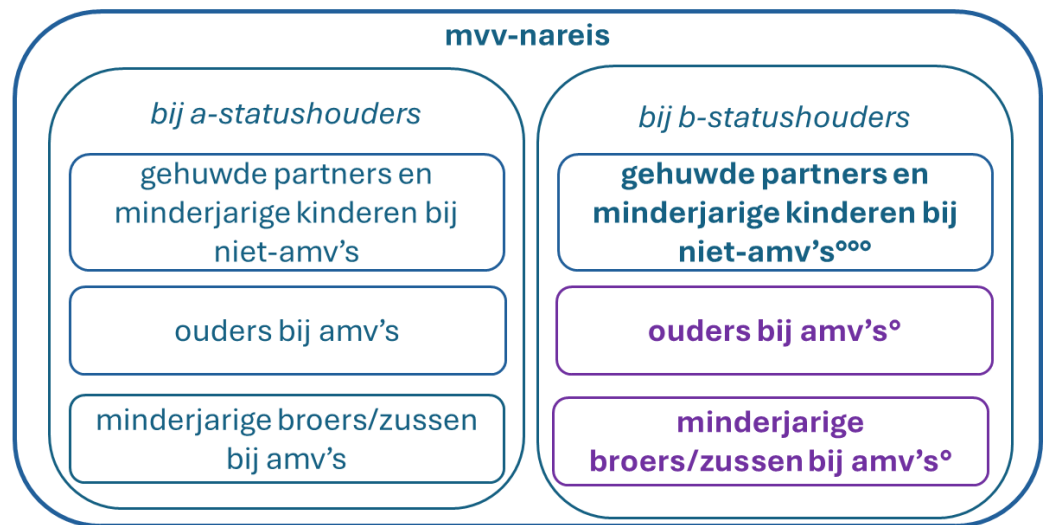 mvv-nareis
bij a-statushouders
gehuwde partners en
minderjarige kinderen bij
niet-amv’s
ouders bij amv’s
minderjarige broers/zussen
bij amv’s
bij b-statushouders
gehuwde partners en
minderjarige kinderen bij
niet-amv’s°°°
ouders bij amv’s°
minderjarige
broers/zussen bij amv’s°